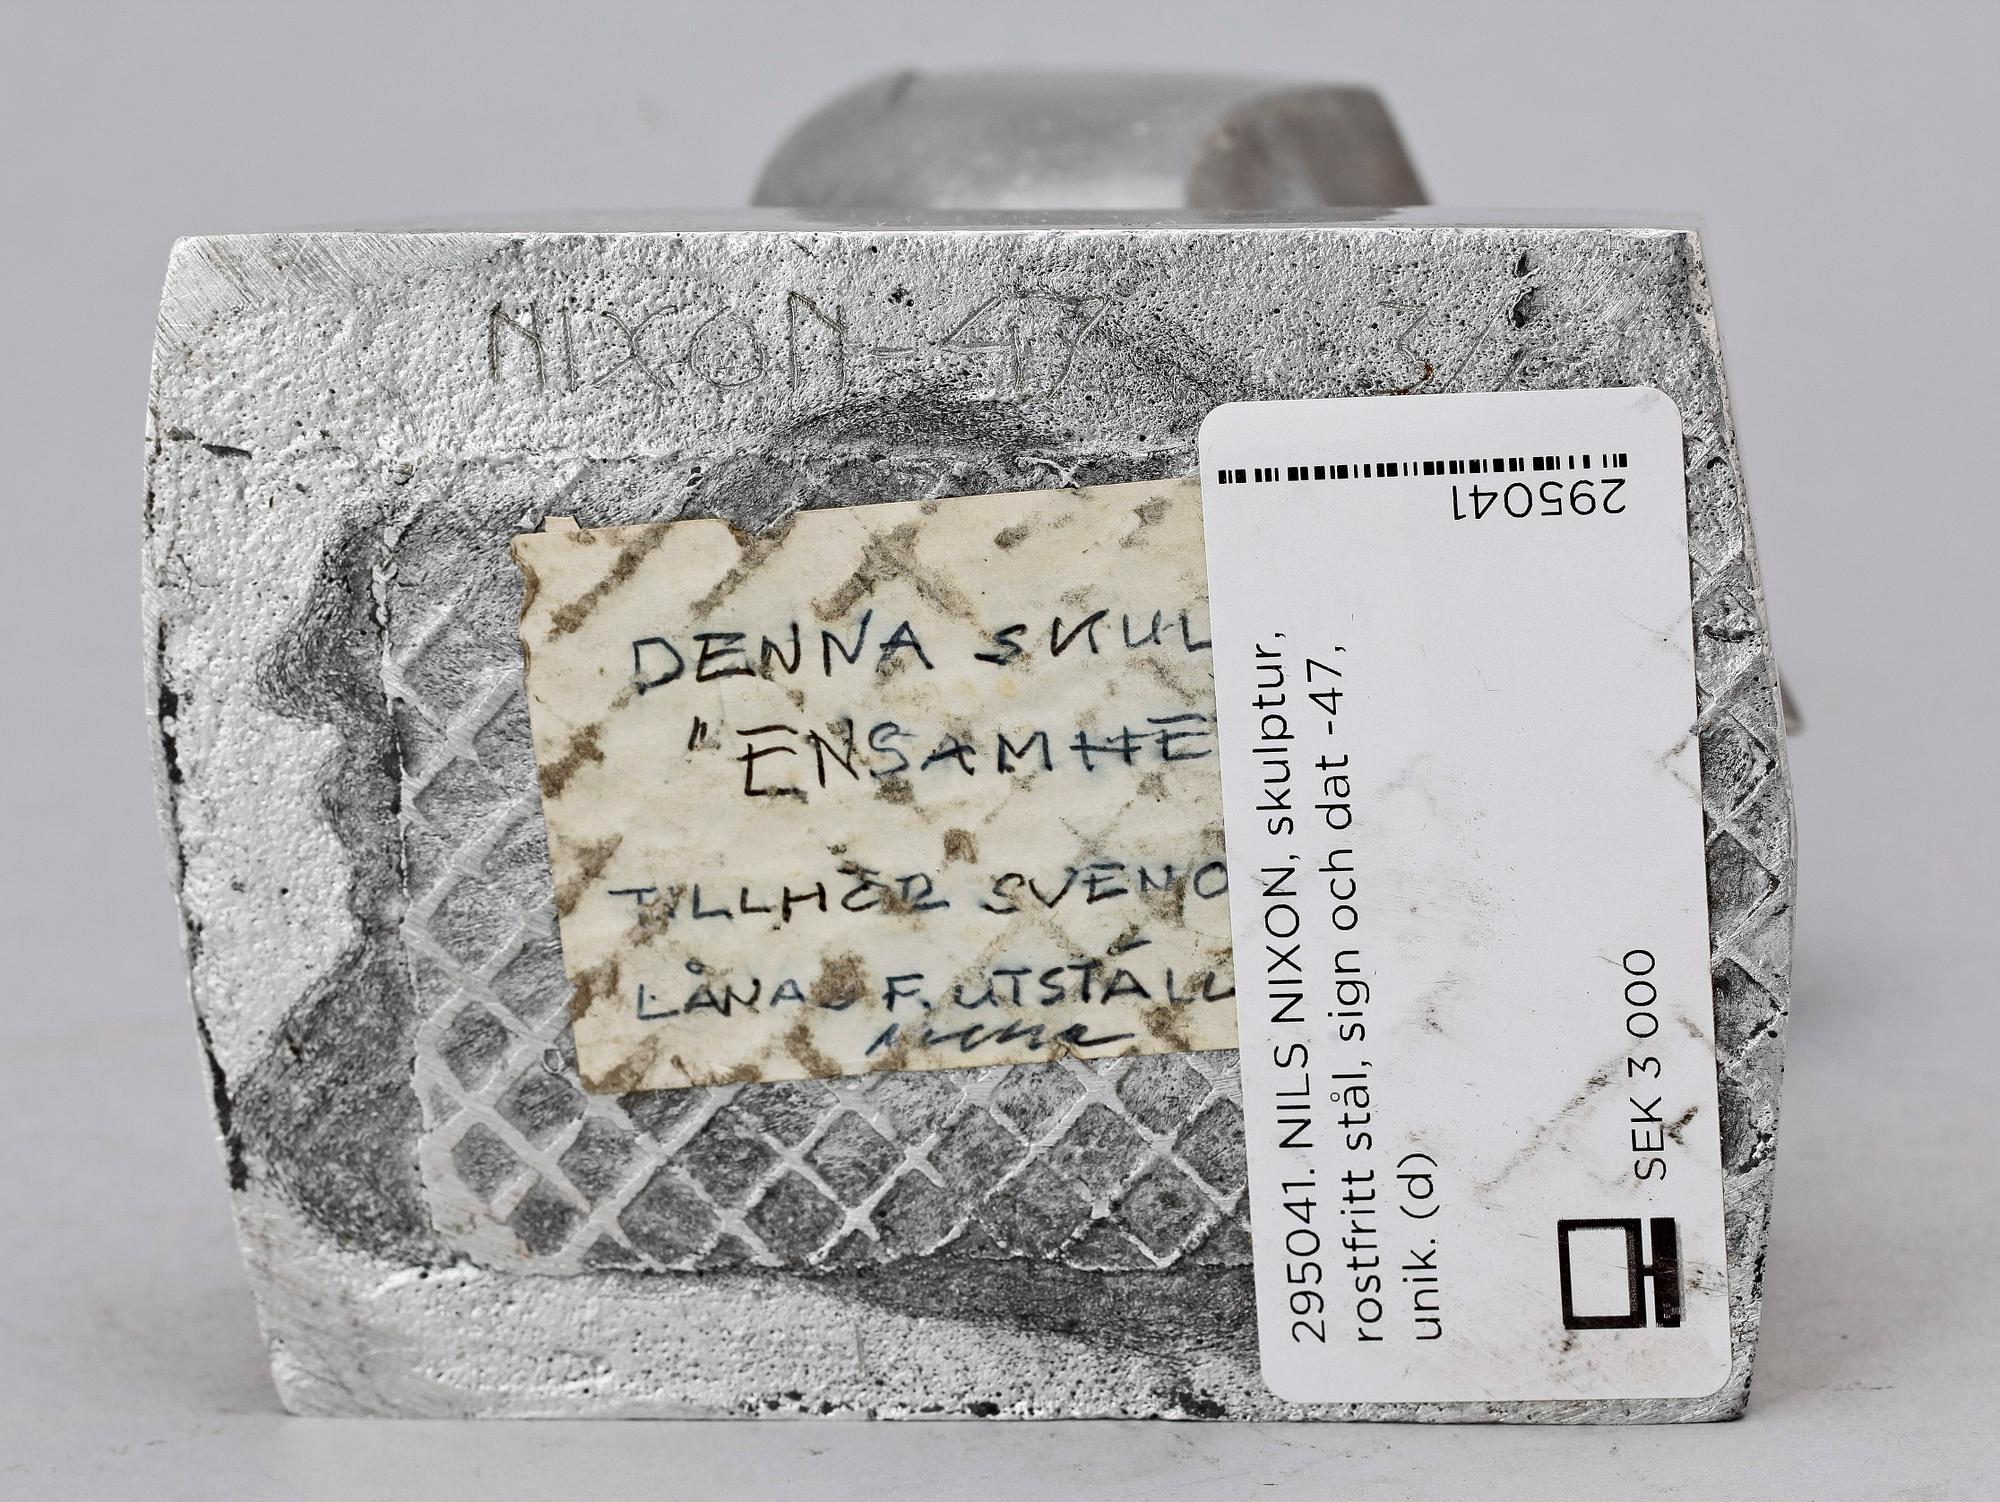 NIXON-47 3/
DENNA SKUL
"ENSAMHE
TILLHÖR SVENO
LÅNAS F. UTSTÄLL
295041
295041. NILS NIXON, skulptur,
rostfritt stål, sign och dat -47,
unik. (d)
SEK 3 000